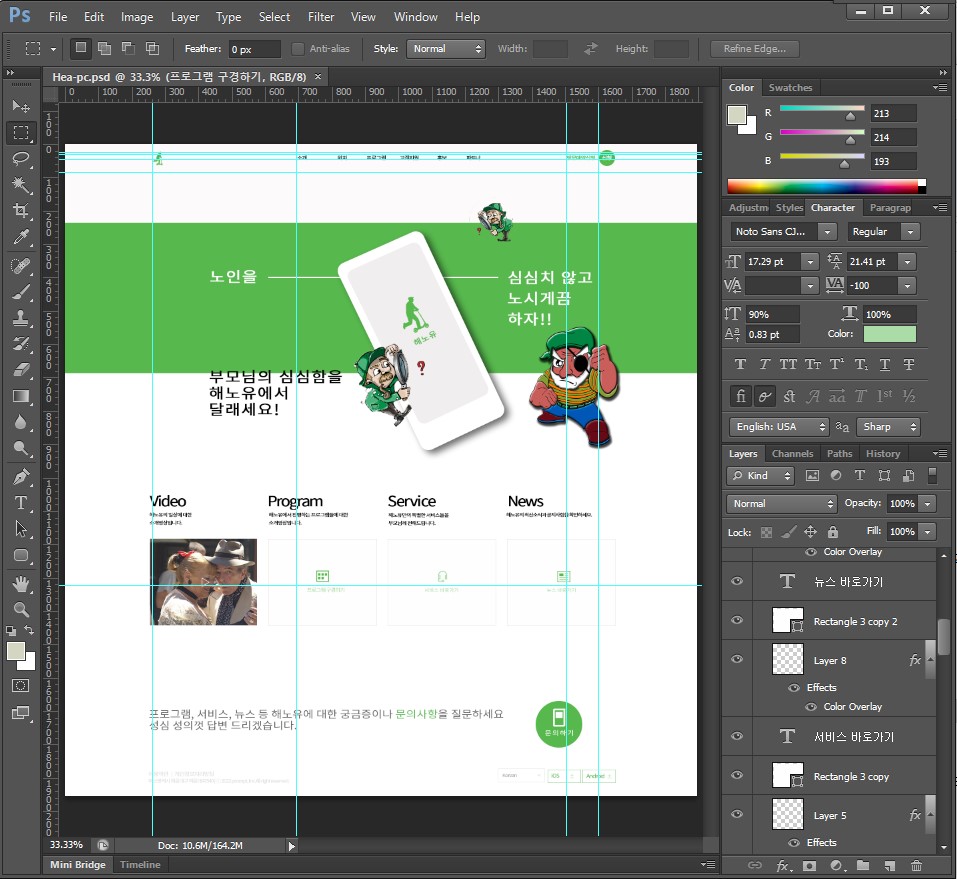 Ps File Edit Image Layer Type Select Filter View Window Help
Feather: 0 px Anti-alias Style: Normal Width: Height: Refine Edge...
Hea-pc.psd @ 33.3% (프로그램 구경하기, RGB/8) ×
0 100 200 300 400 500 600 700 800 900 1000 1100 1200 1300 1400 1500 1600 1700 1800
노인을
심심치 않고
노시게끔
하자!!
해노유
?
부모님의 심심함을
해노유에서
달래세요!
Video Program Service News
프로그램, 서비스, 뉴스 등 해노유에 대한 궁금증이나 문의사항을 질문하세요
성심 성의껏 답변 드리겠습니다.
문의하기
Korean iOS Android
33.33% Doc: 10.6M/164.2M
Mini Bridge Timeline
Color Swatches
R 213
G 214
B 193
Adjustm Styles Character Paragrap
Noto Sans CJ... Regular
17.29 pt 21.41 pt
-100
90% 100%
0.83 pt Color:
English: USA Sharp
Layers Channels Paths History
Kind
Normal Opacity: 100%
Lock: Fill: 100%
Color Overlay
뉴스 바로가기
Rectangle 3 copy 2
Layer 8 fx
Effects
Color Overlay
서비스 바로가기
Rectangle 3 copy
Layer 5 fx
Effects